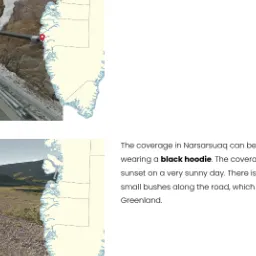 The coverage in Narsarsuaq can be
wearing a black hoodie. The covera
sunset on a very sunny day. There is
small bushes along the road, which
Greenland.